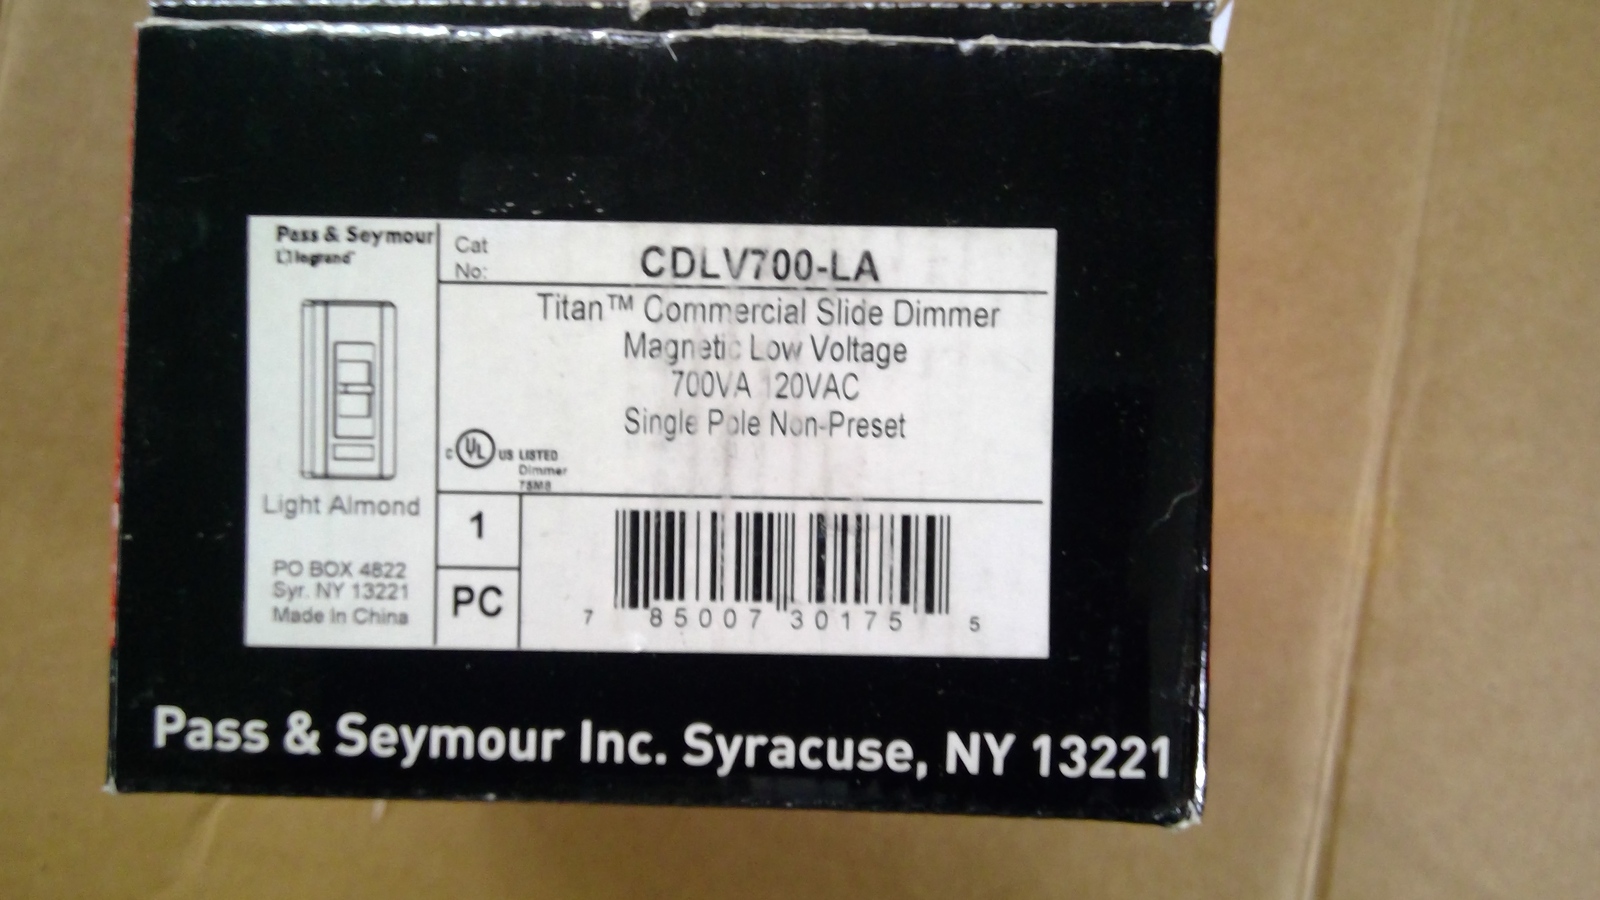 Pass & Seymour
legrand
Light Almond
PO BOX 4822
Syr. NY 13221
Made In China
Cat
No:
CDLV700-LA
Titan™ Commercial Slide Dimmer
Magnetic Low Voltage
700VA 120VAC
Single Pole Non-Preset
C UL US LISTED
Dimmer
1
PC
7 85007 30175 5
Pass & Seymour Inc. Syracuse, NY 13221